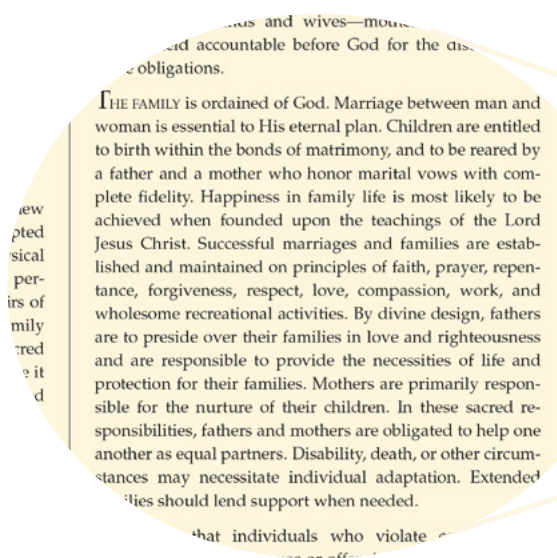 and wives—
accountable before God for the
obligations.
THE FAMILY is ordained of God. Marriage between man and
woman is essential to His eternal plan. Children are entitled
to birth within the bonds of matrimony, and to be reared by
a father and a mother who honor marital vows with com-
plete fidelity. Happiness in family life is most likely to be
achieved when founded upon the teachings of the Lord
Jesus Christ. Successful marriages and families are estab-
lished and maintained on principles of faith, prayer, repen-
tance, forgiveness, respect, love, compassion, work, and
wholesome recreational activities. By divine design, fathers
are to preside over their families in love and righteousness
and are responsible to provide the necessities of life and
protection for their families. Mothers are primarily respon-
sible for the nurture of their children. In these sacred re-
sponsibilities, fathers and mothers are obligated to help one
another as equal partners. Disability, death, or other circum-
stances may necessitate individual adaptation. Extended
should lend support when needed.
that individuals who violate
per-
it